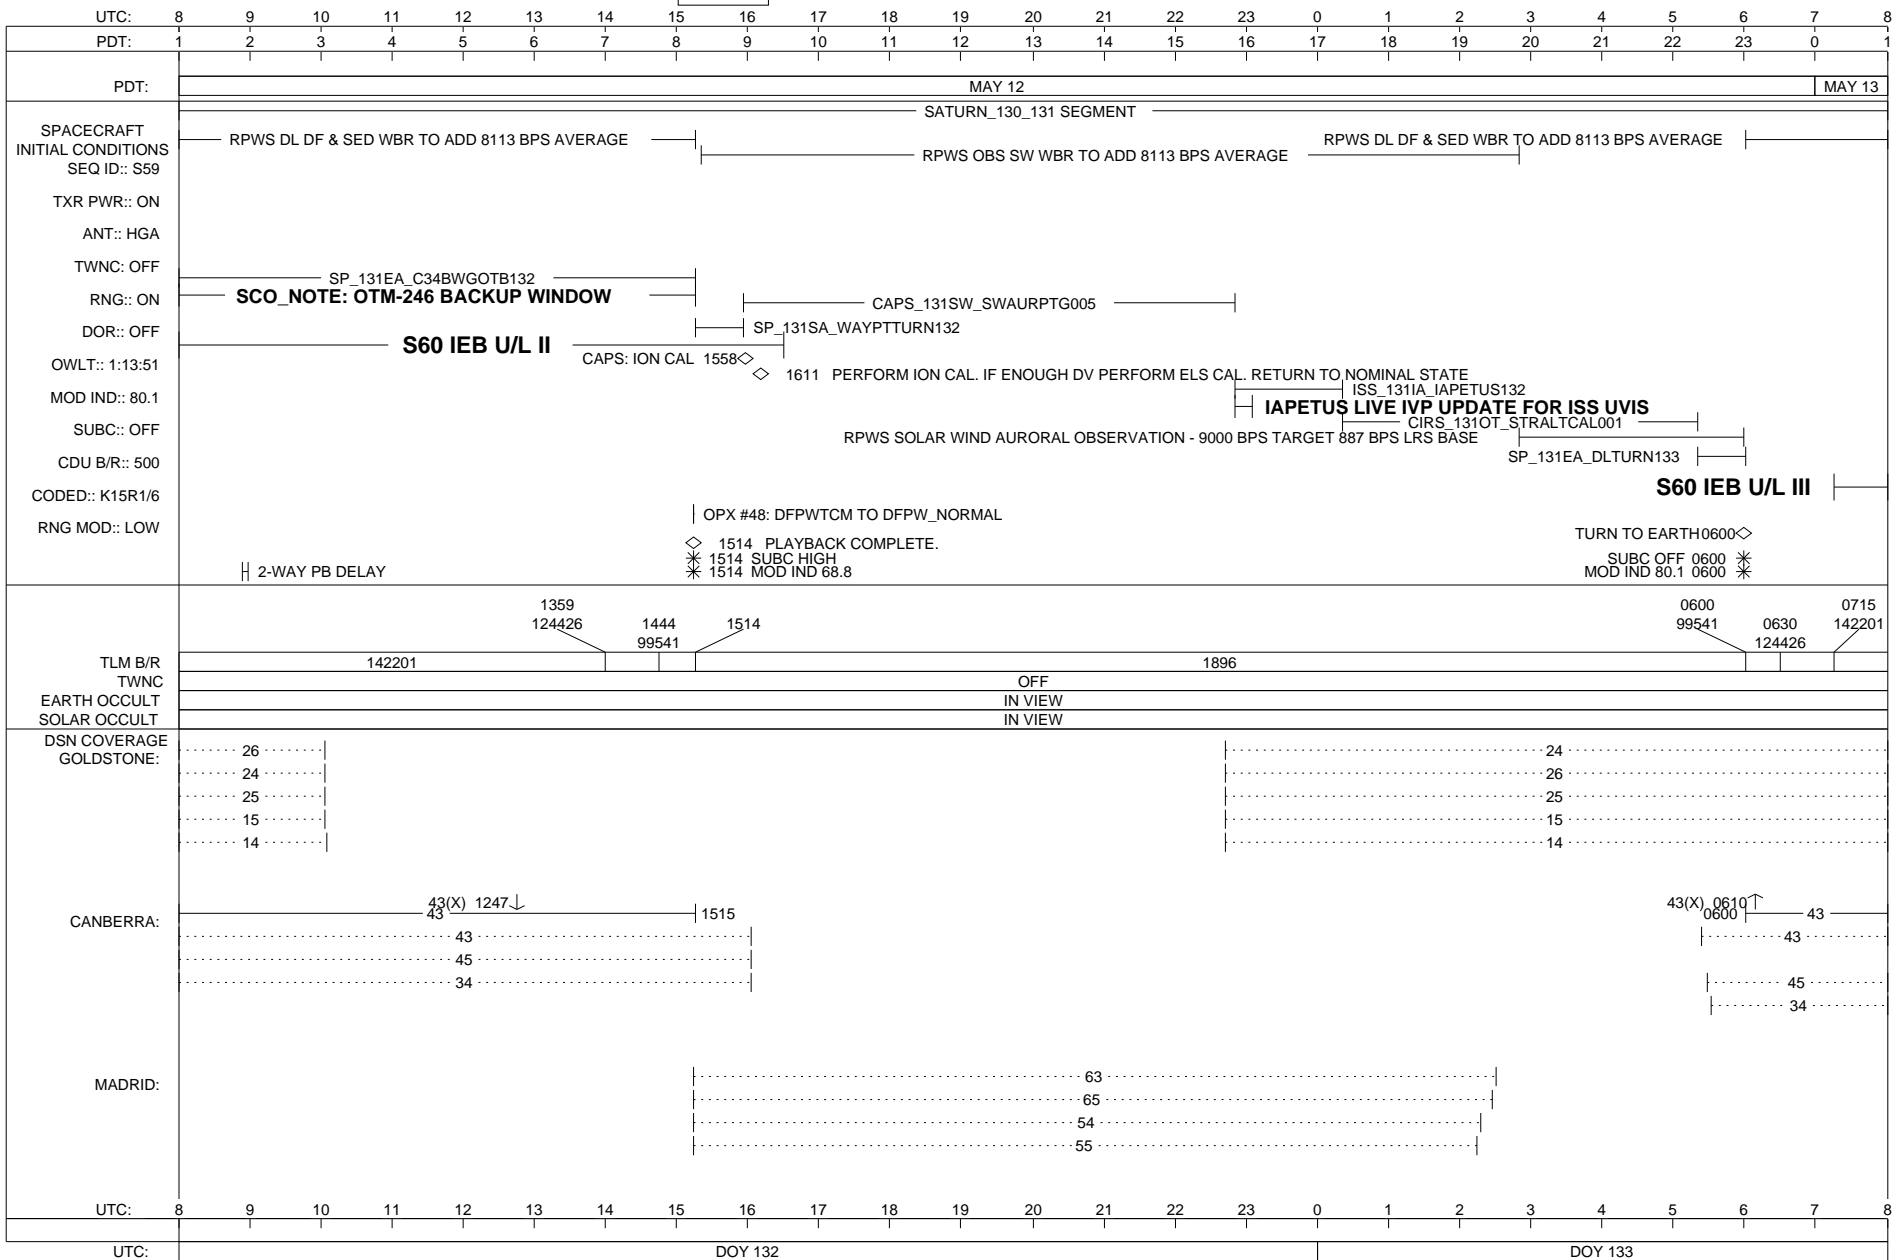 UTC: 8 9 10 11 12 13 14 15 16 17 18 19 20 21 22 23 0 1 2 3 4 5 6 7 8
PDT: 1 2 3 4 5 6 7 8 9 10 11 12 13 14 15 16 17 18 19 20 21 22 23 0 1
PDT: MAY 12 MAY 13
SATURN_130_131 SEGMENT
SPACECRAFT
INITIAL CONDITIONS
SEQ ID:: S59
RPWS DL DF & SED WBR TO ADD 8113 BPS AVERAGE
RPWS DL DF & SED WBR TO ADD 8113 BPS AVERAGE
RPWS OBS SW WBR TO ADD 8113 BPS AVERAGE
TXR PWR:: ON
ANT:: HGA
TWNC: OFF
SP_131EA_C34BWGOTB132
RNG:: ON
SCO_NOTE: OTM-246 BACKUP WINDOW
CAPS_131SW_SWAURPTG005
DOR:: OFF
SP_131SA_WAYPTTURN132
S60 IEB U/L II
CAPS: ION CAL 1558
OWLT:: 1:13:51
1611 PERFORM ION CAL. IF ENOUGH DV PERFORM ELS CAL. RETURN TO NOMINAL STATE
ISS_131IA_IAPETUS132
MOD IND:: 80.1
IAPETUS LIVE IVP UPDATE FOR ISS UVIS
CIRS_131OT_STRALTCAL001
SUBC:: OFF
RPWS SOLAR WIND AURORAL OBSERVATION - 9000 BPS TARGET 887 BPS LRS BASE
SP_131EA_DLTURN133
CDU B/R:: 500
S60 IEB U/L III
CODED:: K15R1/6
OPX #48: DFPWTCM TO DFPW_NORMAL
RNG MOD:: LOW
TURN TO EARTH 0600
1514 PLAYBACK COMPLETE.
1514 SUBC HIGH
SUBC OFF 0600
2-WAY PB DELAY
1514 MOD IND 68.8
MOD IND 80.1 0600
1359 0600 0715
124426 1444 1514 99541 0630 142201
99541 124426
TLM B/R 142201 1896
TWNC OFF
EARTH OCCULT IN VIEW
SOLAR OCCULT IN VIEW
DSN COVERAGE
GOLDSTONE:
26 24
24 26
25 25
15 15
14 14
CANBERRA:
43(X) 1247 43(X) 0610
43 1515 0600 43
43 43
45
34 45
34
MADRID:
63
65
54
55
UTC: 8 9 10 11 12 13 14 15 16 17 18 19 20 21 22 23 0 1 2 3 4 5 6 7 8
UTC: DOY 132 DOY 133